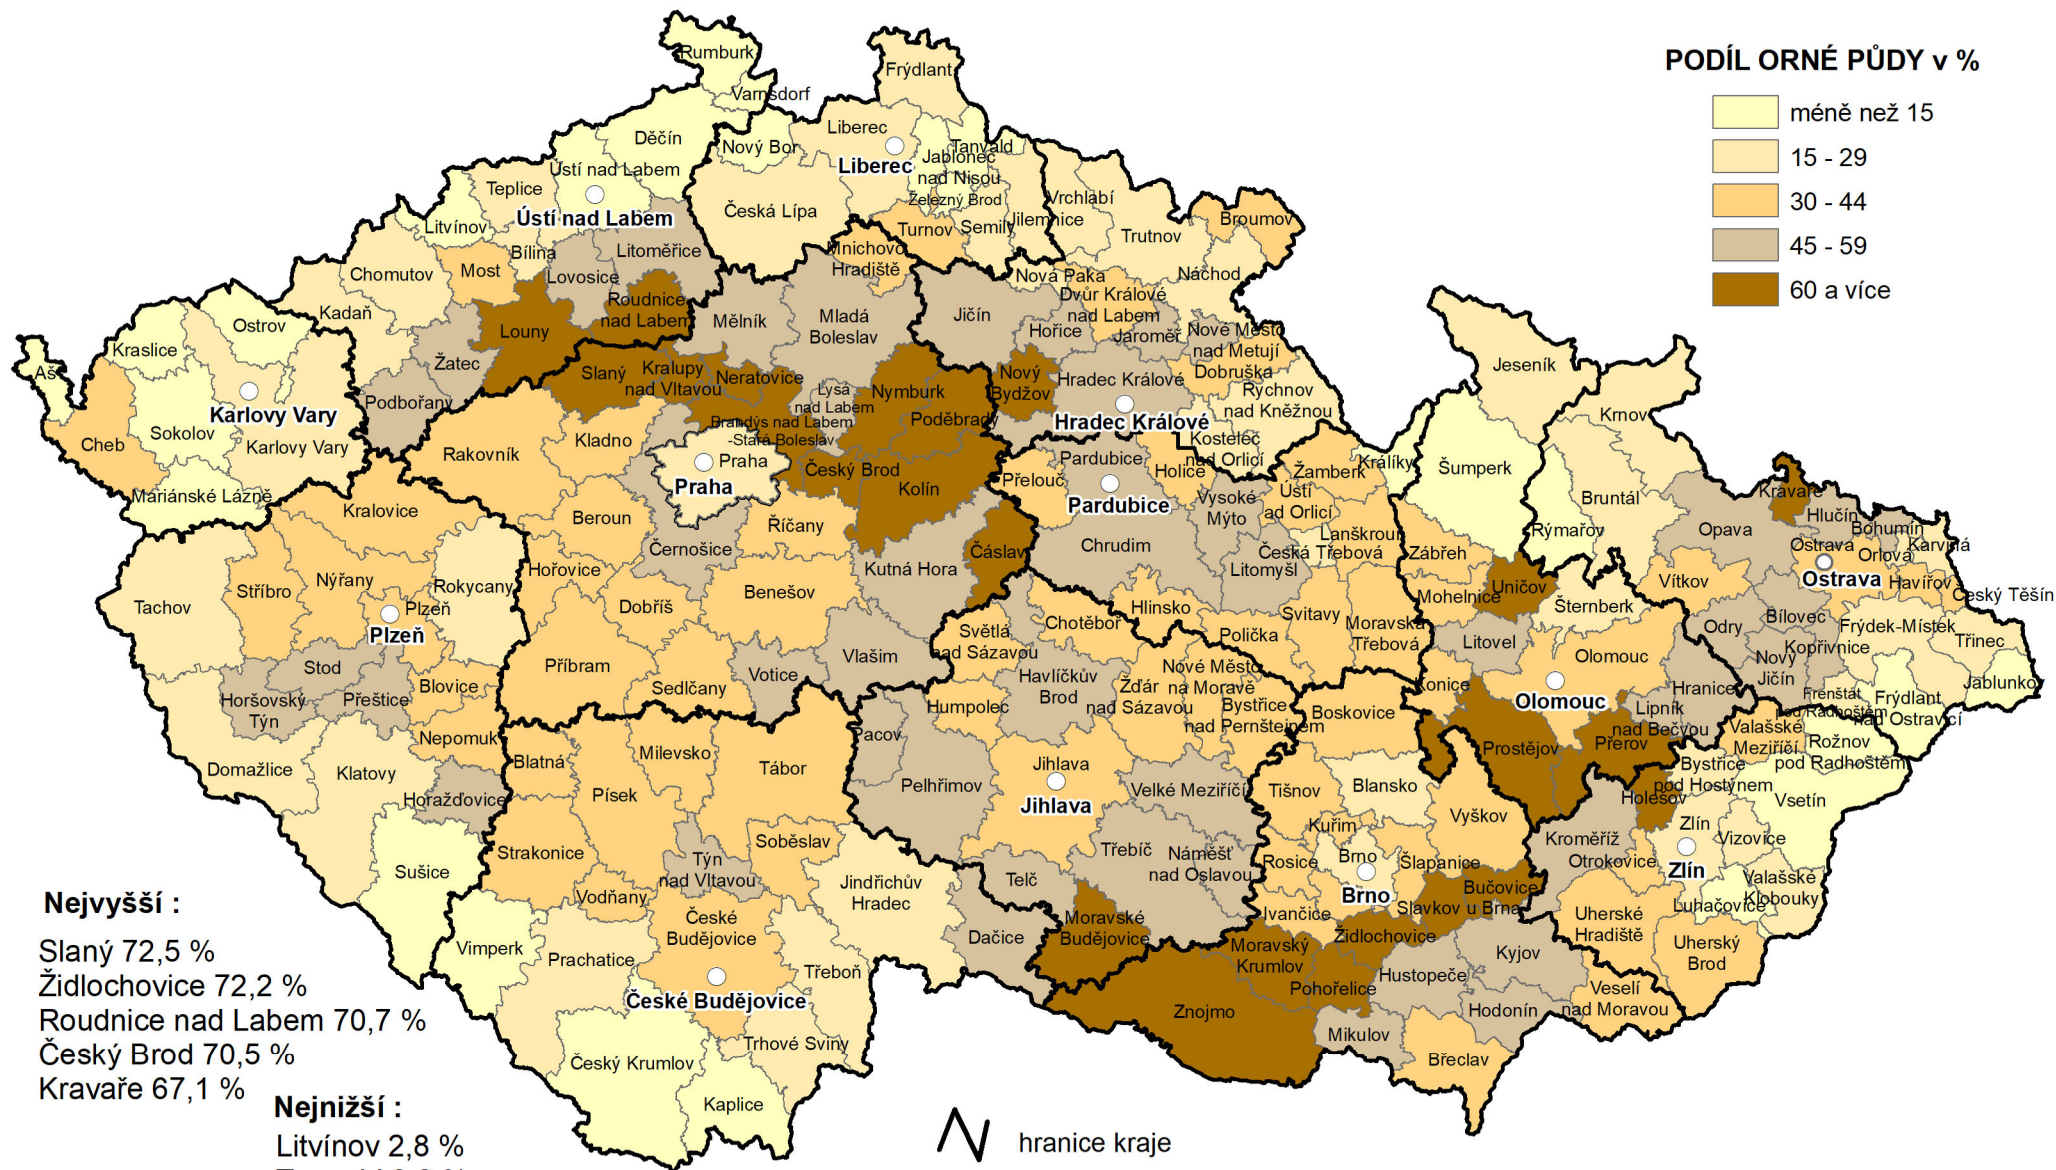 PODÍL ORNÉ PŮDY v %
méně než 15
15 - 29
30 - 44
45 - 59
60 a více
Rumburk
Varnsdorf
Děčín
Ústí nad Labem
Ústí nad Labem
Teplice
Litvínov
Bílina
Most
Chomutov
Kadaň
Lovosice
Litoměřice
Roudnice
nad Labem
Louny
Žatec
Podbořany
Frýdlant
Liberec
Liberec
Nový Bor
Česká Lípa
Tanvald
Jablonec
nad Nisou
Železný Brod
Turnov
Semily
Jilemnice
Vrchlabí
Trutnov
Broumov
Náchod
Nová Paka
Dvůr Králové
nad Labem
Jičín
Hořice
Jaroměř
Nové Město
nad Metují
Dobruška
Nový
Bydžov
Hradec Králové
Hradec Králové
Rychnov
nad Kněžnou
Kostelec
nad Orlicí
Ostrov
Kraslice
Aš
Cheb
Sokolov
Karlovy Vary
Karlovy Vary
Mariánské Lázně
Mnichovo
Hradiště
Mělník
Mladá
Boleslav
Slaný
Kralupy
nad Vltavou
Neratovice
Lysá
nad Labem
Brandýs nad Labem
-Stará Boleslav
Nymburk
Poděbrady
Rakovník
Kladno
Praha
Praha
Český Brod
Kolín
Beroun
Říčany
Černošice
Kutná Hora
Čáslav
Hořovice
Dobříš
Benešov
Příbram
Sedlčany
Votice
Vlašim
Kralovice
Tachov
Stříbro
Nýřany
Plzeň
Plzeň
Rokycany
Stod
Horšovský
Týn
Přeštice
Blovice
Nepomuk
Domažlice
Klatovy
Horažďovice
Sušice
Blatná
Písek
Milevsko
Tábor
Strakonice
Vodňany
Týn
nad Vltavou
Soběslav
Jindřichův
Hradec
Vimperk
Prachatice
České
Budějovice
České Budějovice
Třeboň
Trhové Sviny
Český Krumlov
Kaplice
Dačice
Přelouč
Pardubice
Pardubice
Holice
Žamberk
Králíky
Vysoké
Mýto
Ústí
ad Orlicí
Lanškroun
Česká Třebová
Chrudim
Litomyšl
Hlinsko
Polička
Svitavy
Moravská
Třebová
Světlá
nad Sázavou
Chotěboř
Havlíčkův
Brod
Žďár
nad Sázavou
Nové Město
na Moravě
Bystřice
nad Pernštejnem
Humpolec
Pacov
Pelhřimov
Jihlava
Jihlava
Velké Meziříčí
Třebíč
Náměšť
nad Oslavou
Telč
Moravské
Budějovice
Boskovice
Blansko
Tišnov
Kuřim
Vyškov
Rosice
Brno
Brno
Šlapanice
Bučovice
Slavkov u Brna
Ivančice
Židlochovice
Moravský
Krumlov
Pohořelice
Hustopeče
Kyjov
Znojmo
Mikulov
Hodonín
Veselí
nad Moravou
Břeclav
Jeseník
Šumperk
Zábřeh
Mohelnice
Uničov
Šternberk
Litovel
Olomouc
Olomouc
Konice
Prostějov
Přerov
Lipník
nad Bečvou
Hranice
Krnov
Bruntál
Rýmařov
Opava
Kravaře
Hlučín
Bohumín
Ostrava
Ostrava
Orlová
Karviná
Havířov
Český Těšín
Vítkov
Bílovec
Odry
Kopřivnice
Nový
Jičín
Frýdek-Místek
Třinec
Jablunkov
Frenštát
pod Radhoštěm
Frýdlant
nad Ostravicí
Valašské
Meziříčí
Rožnov
pod Radhoštěm
Bystřice
pod Hostýnem
Vsetín
Holešov
Kroměříž
Zlín
Zlín
Vizovice
Otrokovice
Valašské
Klobouky
Luhačovice
Uherské
Hradiště
Uherský
Brod
Nejvyšší :
Slaný 72,5 %
Židlochovice 72,2 %
Roudnice nad Labem 70,7 %
Český Brod 70,5 %
Kravaře 67,1 %
Nejnižší :
Litvínov 2,8 %
hranice kraje